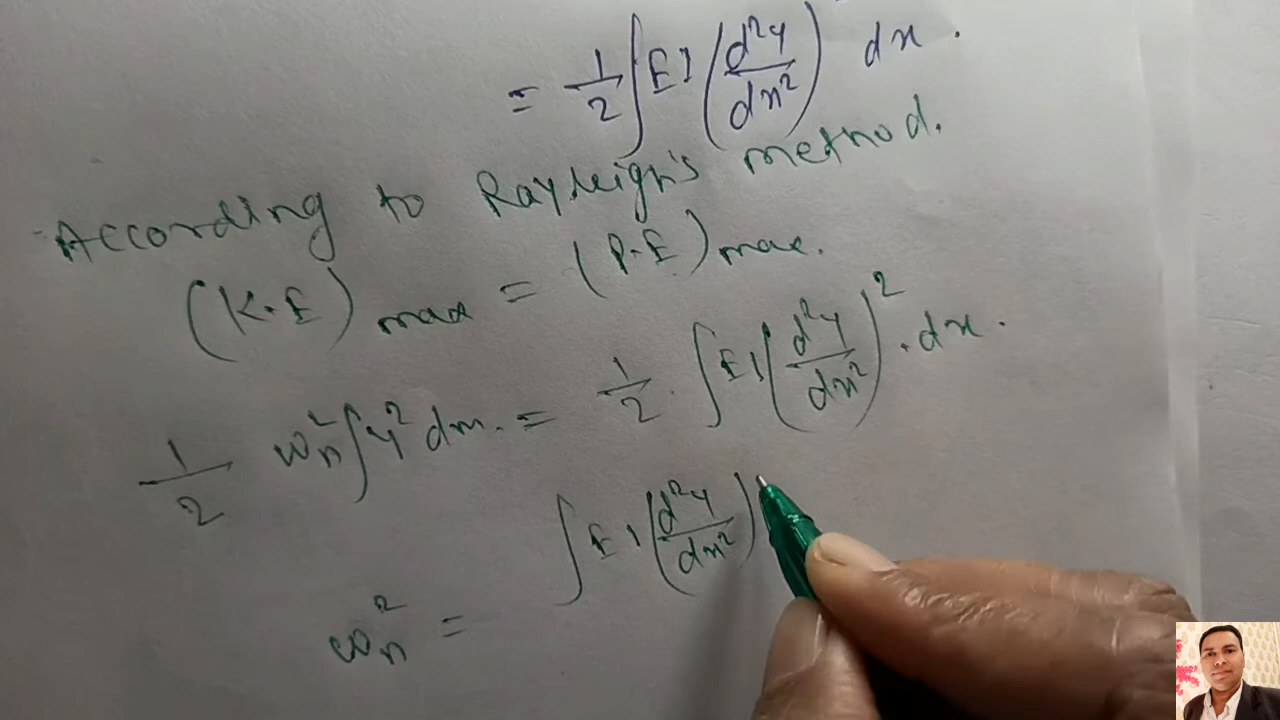 = 1/2 ∫ EI (d²y/dx²) dx.
According to Rayleigh's method.
(K.E) max = (P.E) max.
1/2 ωn² ∫ y² dm. = 1/2 . ∫ EI (d²y/dx²)² . dx.
ωn² = ∫ EI (d²y/dx²)